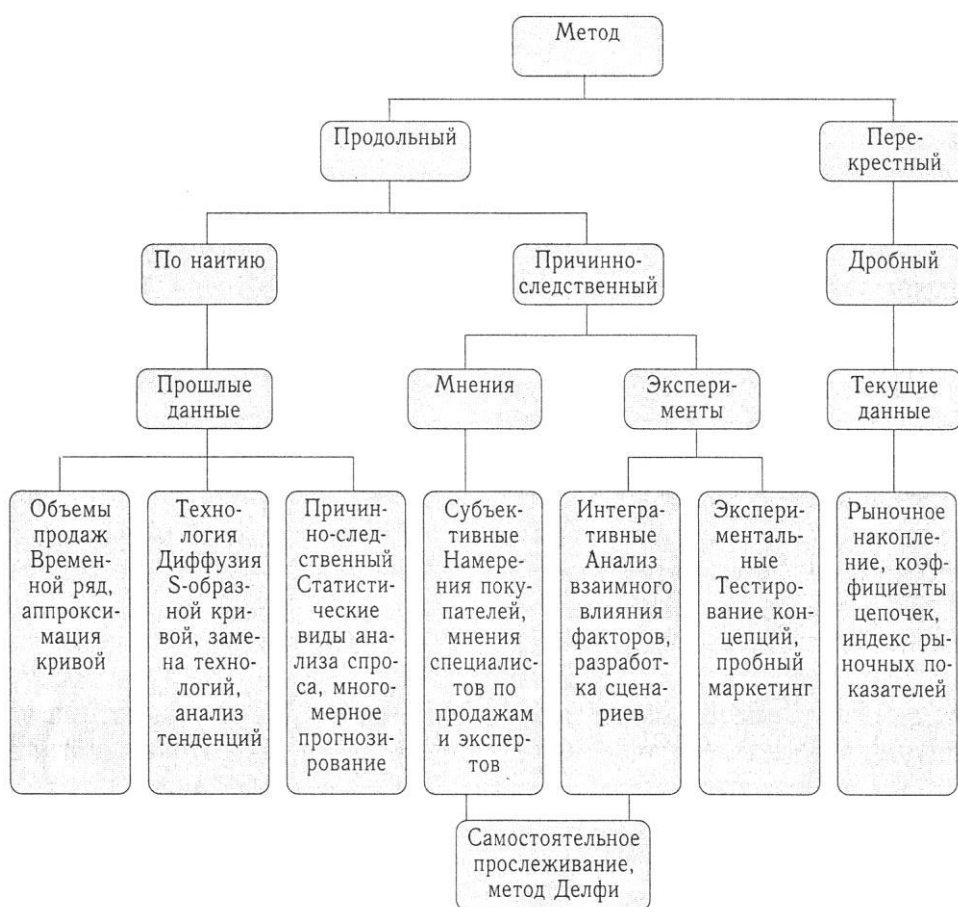 Метод
Продольный
Пере-
крестный
По наитию
Причинно-
следственный
Дробный
Прошлые
данные
Мнения
Экспери-
менты
Текущие
данные
Объемы
продаж
Времен-
ной ряд,
аппрокси-
мация
кривой
Техно-
логия
Диффузия
S-образ-
ной кри-
вой, заме-
на техно-
логий,
анализ
тенденций
Причин-
но-след-
ственный
Статисти-
ческие
виды ана-
лиза спро-
са, много-
мерное
прогнози-
рование
Субъек-
тивные
Намере-
ния поку-
пателей,
мнения
специалис-
тов по
продажам
и экспер-
тов
Интегра-
тивные
Анализ
взаимного
влияния
факторов,
разработ-
ка сцена-
риев
Экспери-
менталь-
ные
Тестиро-
вание кон-
цепций,
пробный
маркетинг
Рыночное
накопле-
ние, коэф-
фициенты
цепочек,
индекс ры-
ночных по-
казателей
Самостоятельное
прослеживание,
метод Делфи